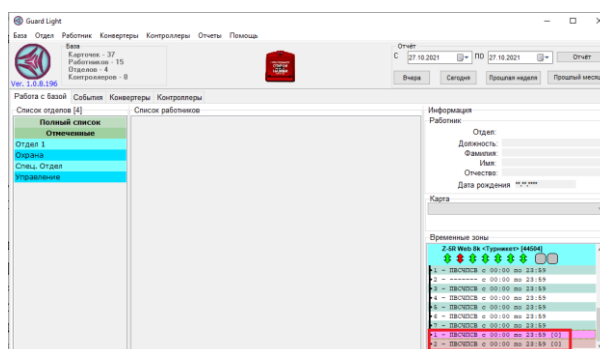 Guard Light
База Отдел Работник Конвертеры Контроллеры Отчеты Помощь
База
Карточек - 37
Работников - 15
Отделов - 4
Контроллеров - 8
Ver. 1.0.8.196
Отчёт
С 27.10.2021 ПО 27.10.2021 Отчёт
Вчера Сегодня Прошлая неделя Прошлый месяц
Работа с базой События Конвертеры Контроллеры
Список отделов [4] Список работников
Полный список
Отмеченные
Отдел 1
Охрана
Спец. Отдел
Управление
Информация
Работник
Отдел:
Должность:
Фамилия:
Имя:
Отчество:
Дата рождения **.**.****
Карта
Временные зоны
Z-5R Web 8k <Турникет> [44504]
1 - ПВСЧПСВ с 00:00 по 23:59
2 - ------- с 00:00 по 23:59
3 - ПВСЧПСВ с 00:00 по 23:59
4 - ПВСЧПСВ с 00:00 по 23:59
5 - ПВСЧПСВ с 00:00 по 23:59
6 - ПВСЧПСВ с 00:00 по 23:59
7 - ПВСЧПСВ с 00:00 по 23:59
1 - ПВСЧПСВ с 00:00 по 23:59 [0]
2 - ПВСЧПСВ с 00:00 по 23:59 [0]